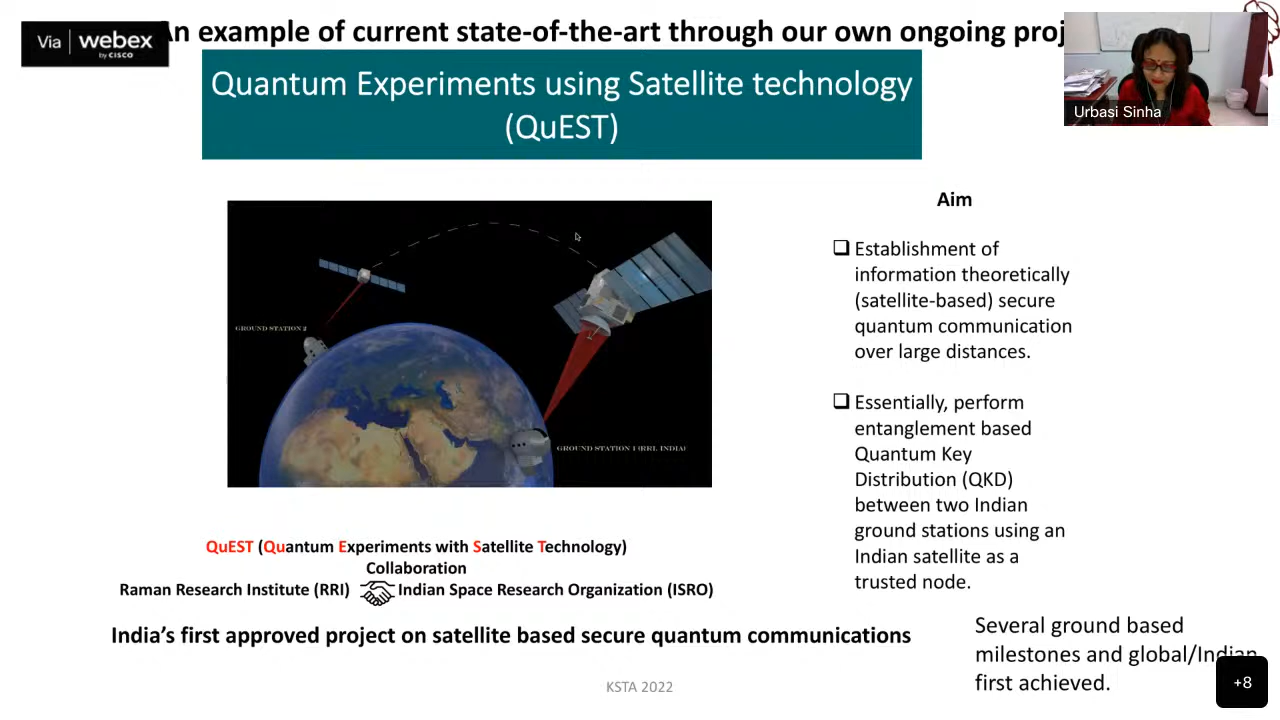 An example of current state-of-the-art through our own ongoing proj
Via webex
by CISCO
Quantum Experiments using Satellite technology
(QuEST)
Urbasi Sinha
GROUND STATION 2
GROUND STATION 1 (RRI, INDIA)
Aim
Establishment of
information theoretically
(satellite-based) secure
quantum communication
over large distances.
Essentially, perform
entanglement based
Quantum Key
Distribution (QKD)
between two Indian
ground stations using an
Indian satellite as a
trusted node.
QuEST (Quantum Experiments with Satellite Technology)
Collaboration
Raman Research Institute (RRI) Indian Space Research Organization (ISRO)
India's first approved project on satellite based secure quantum communications
Several ground based
milestones and global/Indian
first achieved.
KSTA 2022
+8